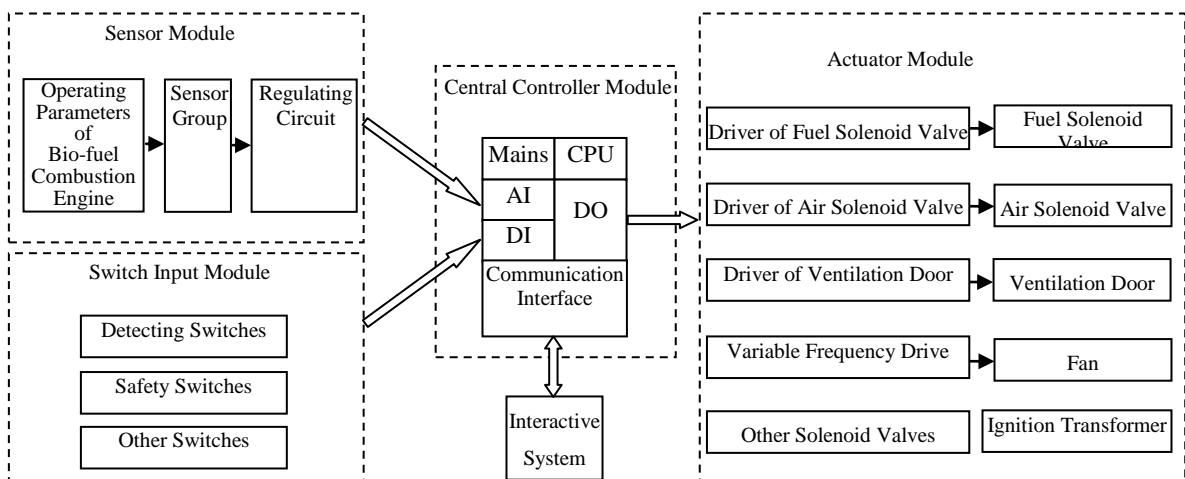 Sensor Module
Operating
Parameters
of
Bio-fuel
Combustion
Engine
Sensor
Group
Regulating
Circuit
Switch Input Module
Detecting Switches
Safety Switches
Other Switches
Central Controller Module
Mains
CPU
AI
DO
DI
Communication
Interface
Interactive
System
Actuator Module
Driver of Fuel Solenoid Valve
Fuel Solenoid
Valve
Driver of Air Solenoid Valve
Air Solenoid Valve
Driver of Ventilation Door
Ventilation Door
Variable Frequency Drive
Fan
Other Solenoid Valves
Ignition Transformer